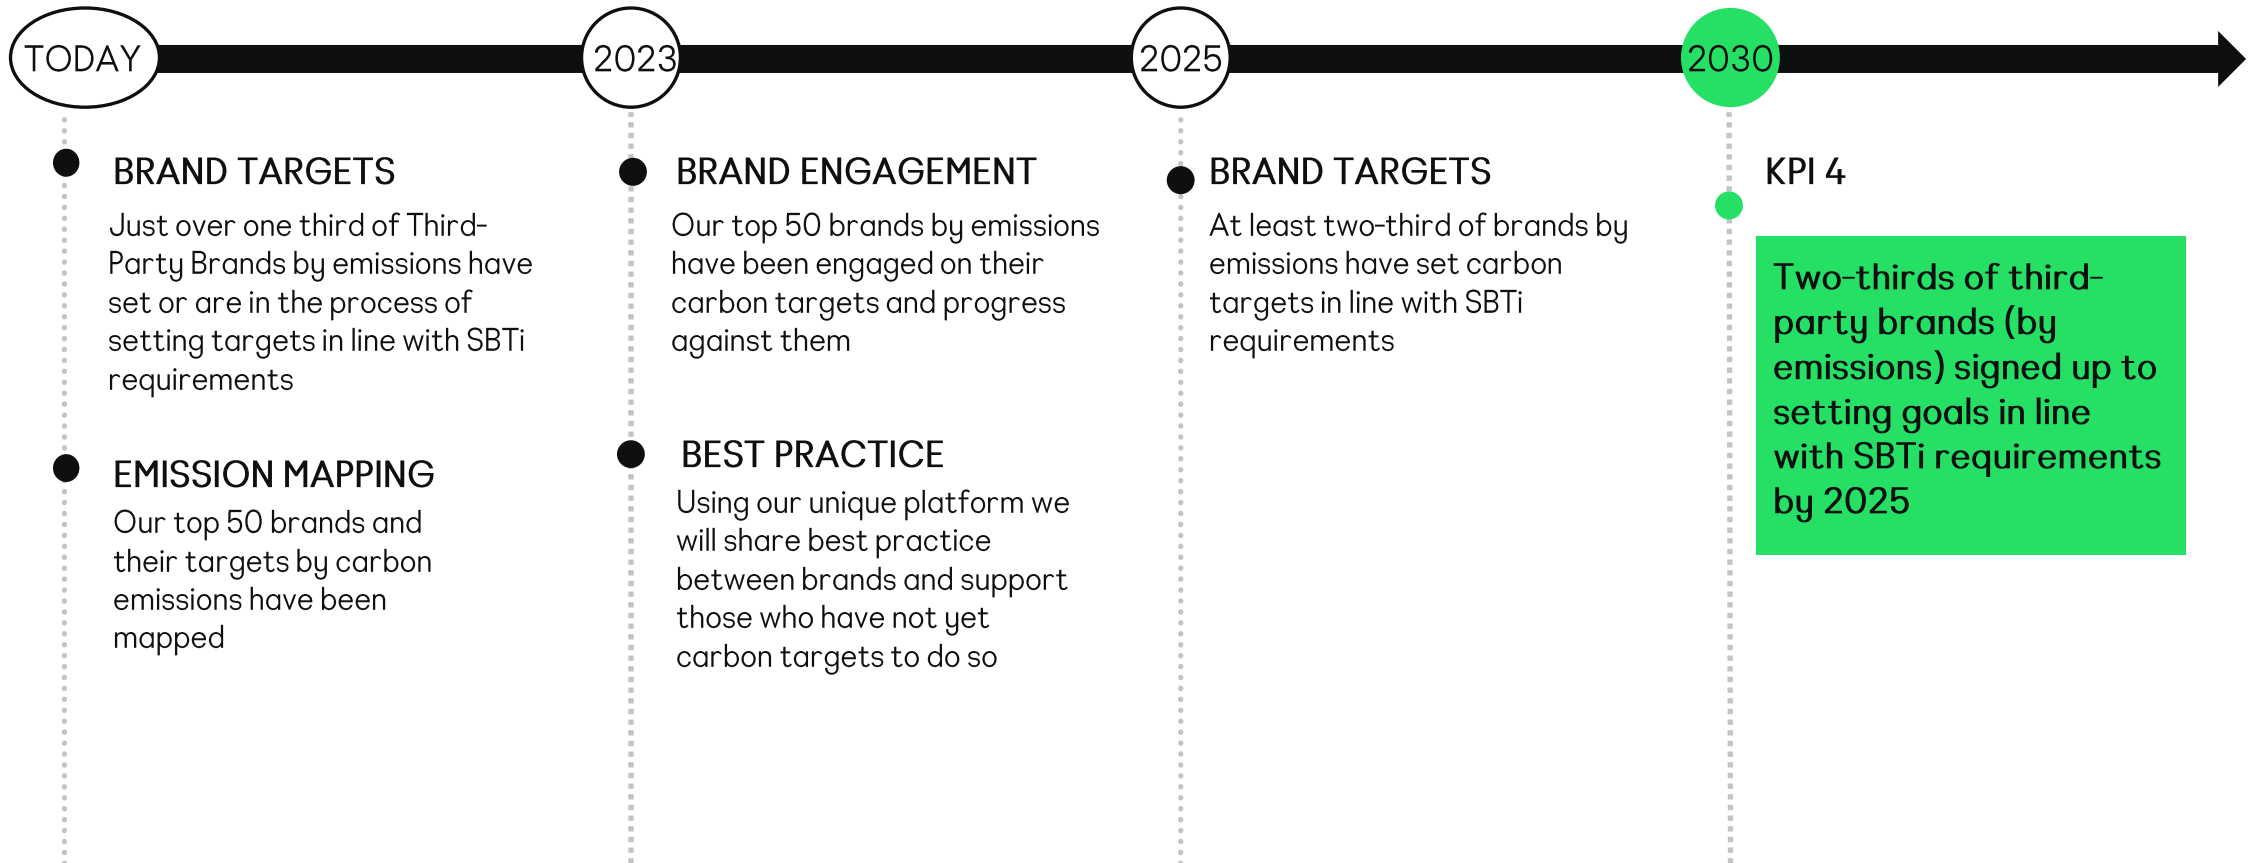 TODAY
2023
2025
2030
BRAND TARGETS
Just over one third of Third-
Party Brands by emissions have
set or are in the process of
setting targets in line with SBTi
requirements
EMISSION MAPPING
Our top 50 brands and
their targets by carbon
emissions have been
mapped
BRAND ENGAGEMENT
Our top 50 brands by emissions
have been engaged on their
carbon targets and progress
against them
BEST PRACTICE
Using our unique platform we
will share best practice
between brands and support
those who have not yet
carbon targets to do so
BRAND TARGETS
At least two-third of brands by
emissions have set carbon
targets in line with SBTi
requirements
KPI 4
Two-thirds of third-
party brands (by
emissions) signed up to
setting goals in line
with SBTi requirements
by 2025